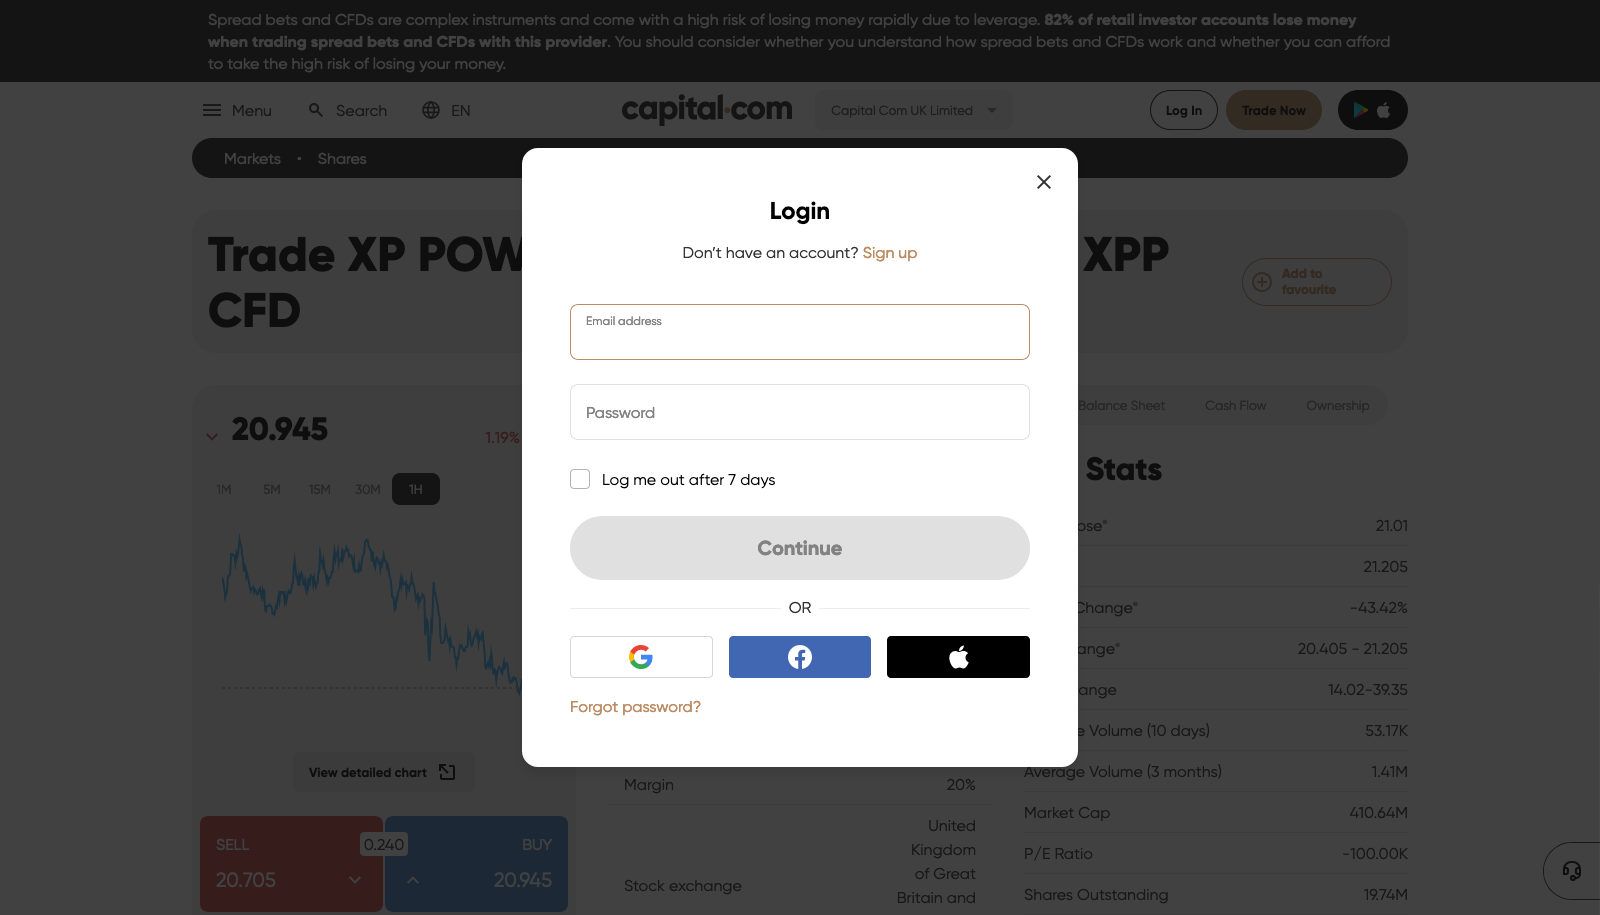 Spread bets and CFDs are complex instruments and come with a high risk of losing money rapidly due to leverage. 82% of retail investor accounts lose money
when trading spread bets and CFDs with this provider. You should consider whether you understand how spread bets and CFDs work and whether you can afford
to take the high risk of losing your money.
Menu
Search
EN
capital.com
Capital Com UK Limited
Log In
Trade Now
Markets • Shares
Trade XP POW
XPP
CFD
Add to
favourite
Login
Don't have an account? Sign up
Email address
Password
Log me out after 7 days
Continue
OR
Forgot password?
20.945
1.19%
1M
5M
15M
30M
1H
View detailed chart
SELL
20.705
0.240
BUY
20.945
Margin 20%
Stock exchange
United
Kingdom
of Great
Britain and
Balance Sheet
Cash Flow
Ownership
Stats
ose* 21.01
21.205
Change* -43.42%
ange* 20.405 - 21.205
ange 14.02-39.35
e Volume (10 days) 53.17K
Average Volume (3 months) 1.41M
Market Cap 410.64M
P/E Ratio -100.00K
Shares Outstanding 19.74M